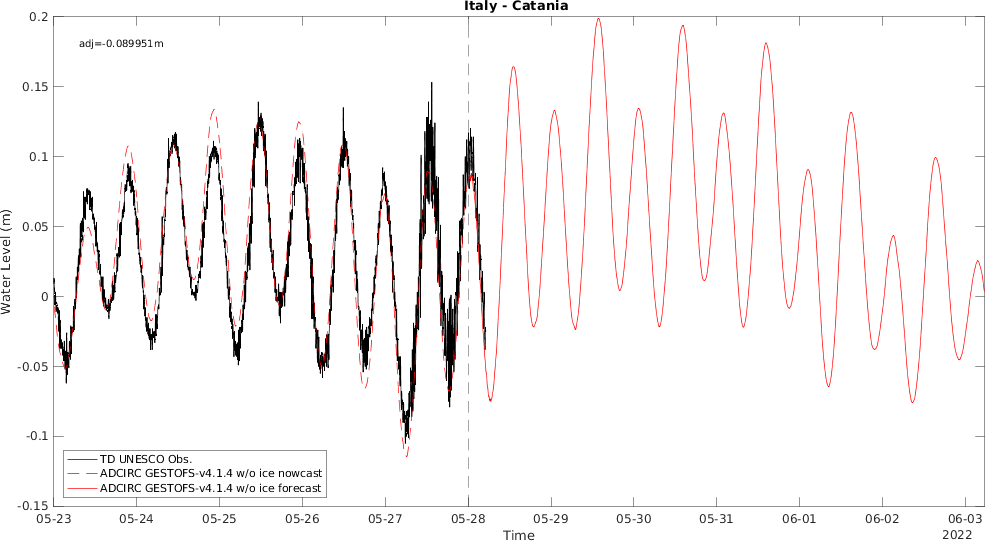 Italy - Catania
0.2
adj=-0.089951m
0.15
0.1
0.05
0
-0.05
-0.1
-0.15
Water Level (m)
TD UNESCO Obs.
ADCIRC GESTOFS-v4.1.4 w/o ice nowcast
ADCIRC GESTOFS-v4.1.4 w/o ice forecast
05-23 05-24 05-25 05-26 05-27 05-28 05-29 05-30 05-31 06-01 06-02 06-03
Time
2022